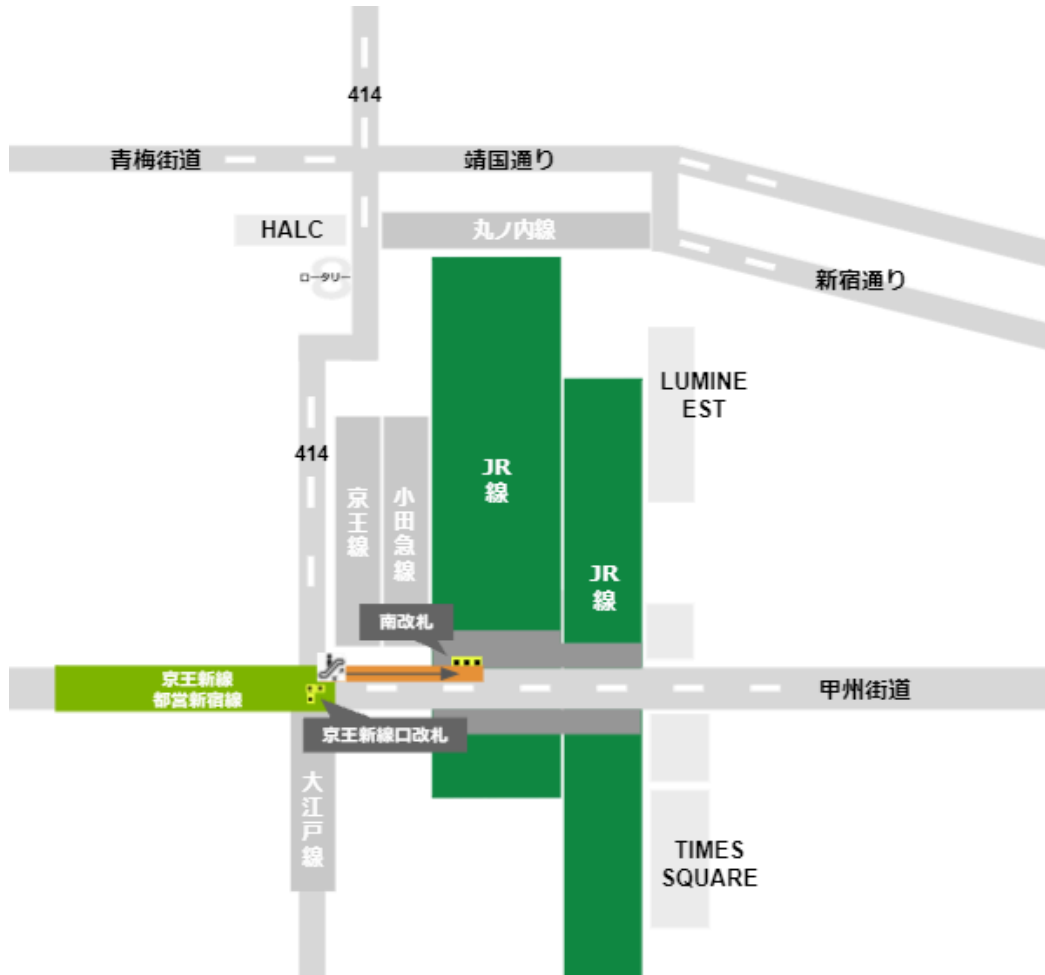 414
青梅街道
靖国通り
HALC
丸ノ内線
ロータリー
新宿通り
LUMINE
EST
414
JR
線
京王線
小田急線
JR
線
南改札
京王新線
都営新宿線
甲州街道
京王新線口改札
大江戸線
TIMES
SQUARE